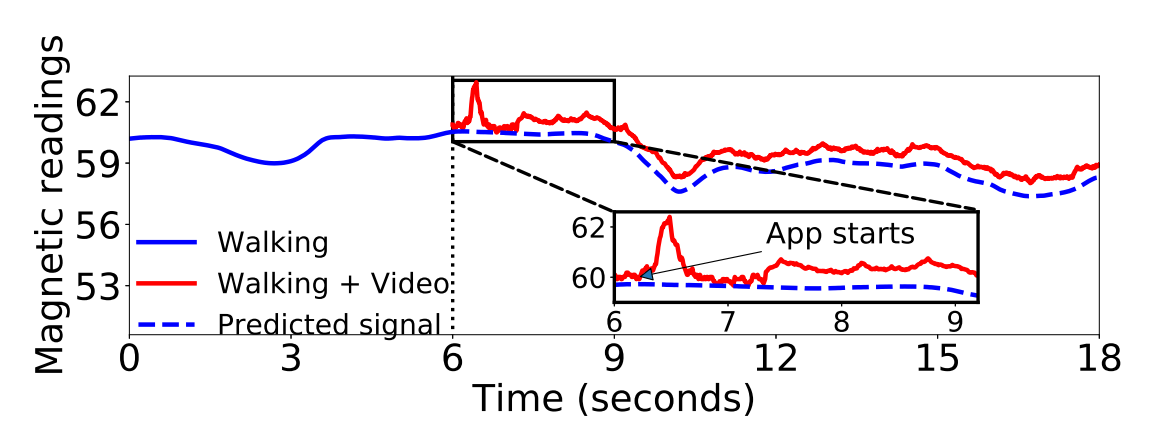 Magnetic readings
62
59
56
53
Walking
Walking + Video
Predicted signal
62
60
App starts
6 7 8 9
0 3 6 9 12 15 18
Time (seconds)